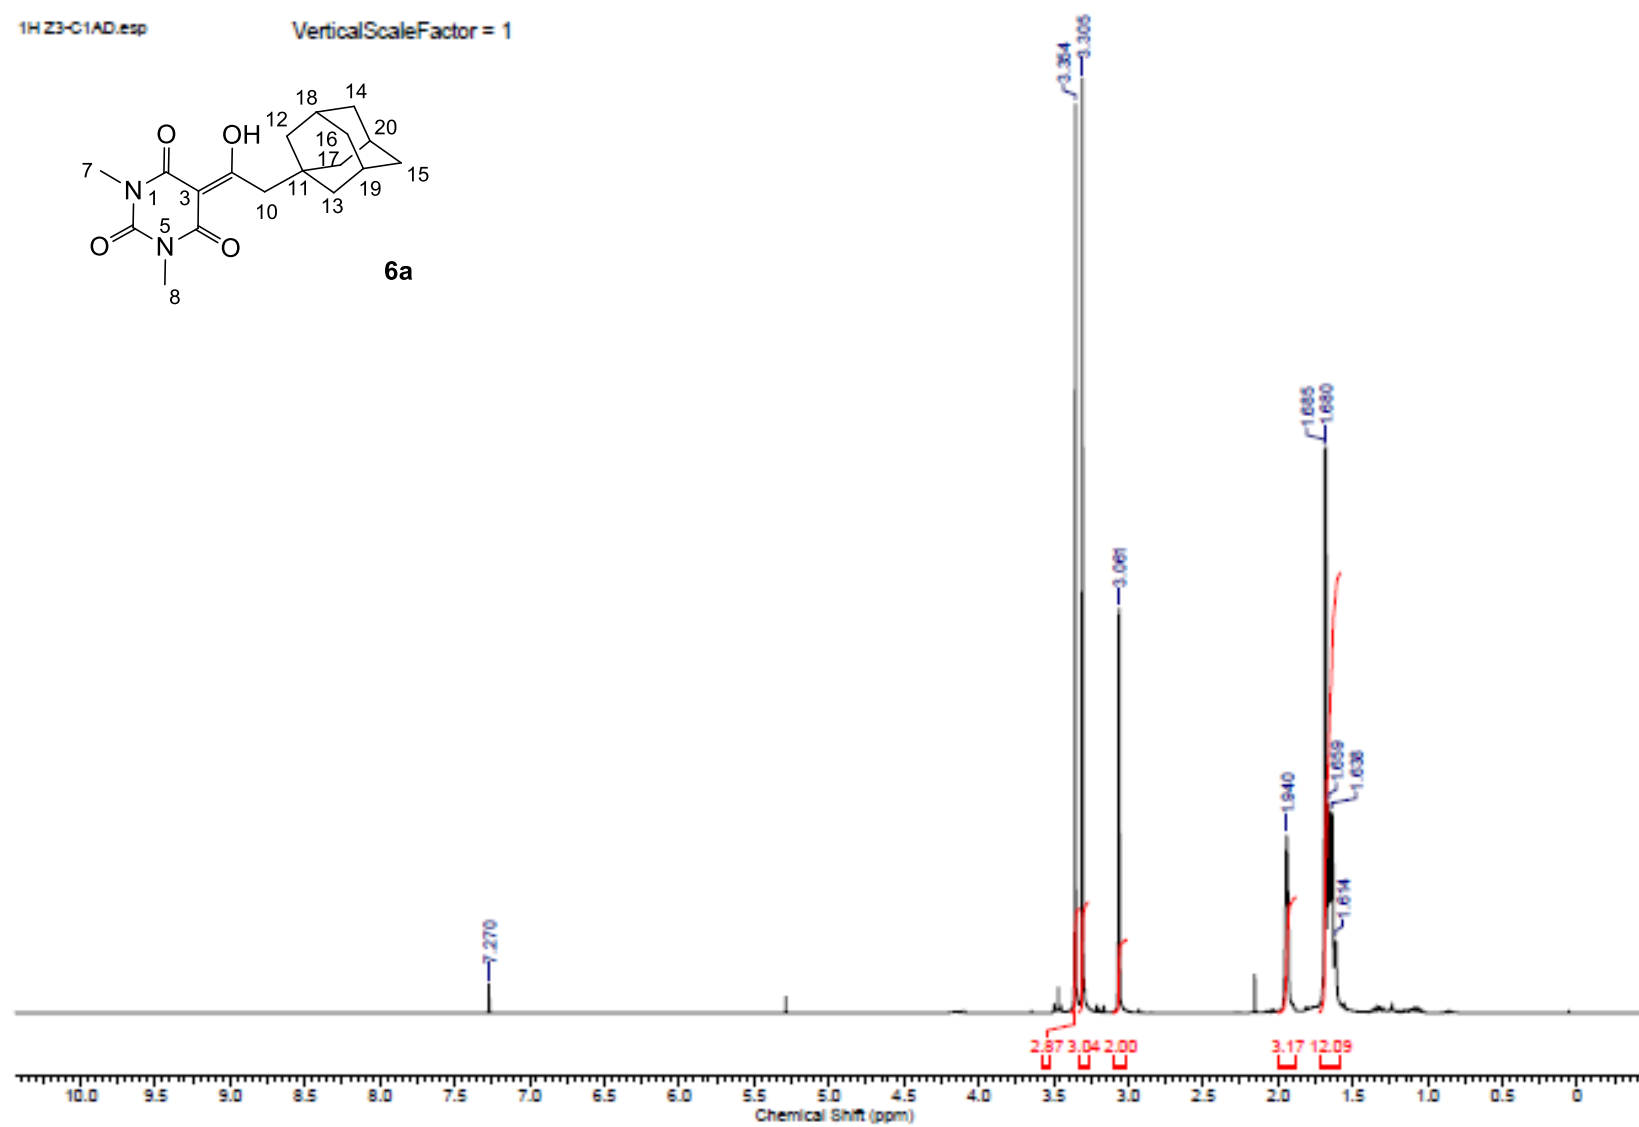 1H Z3-C1AD.esp VerticalScaleFactor = 1
18 14
12 16 20
O OH
7 17 15
N 1 3 11 19
10 13
5
O N O
8
6a
3.354 3.305
1.685 1.680
3.061
1.659 1.638
1.940
1.614
7.270
2.87 3.04 2.00 3.17 12.09
10.0 9.5 9.0 8.5 8.0 7.5 7.0 6.5 6.0 5.5 5.0 4.5 4.0 3.5 3.0 2.5 2.0 1.5 1.0 0.5 0
Chemical Shift (ppm)